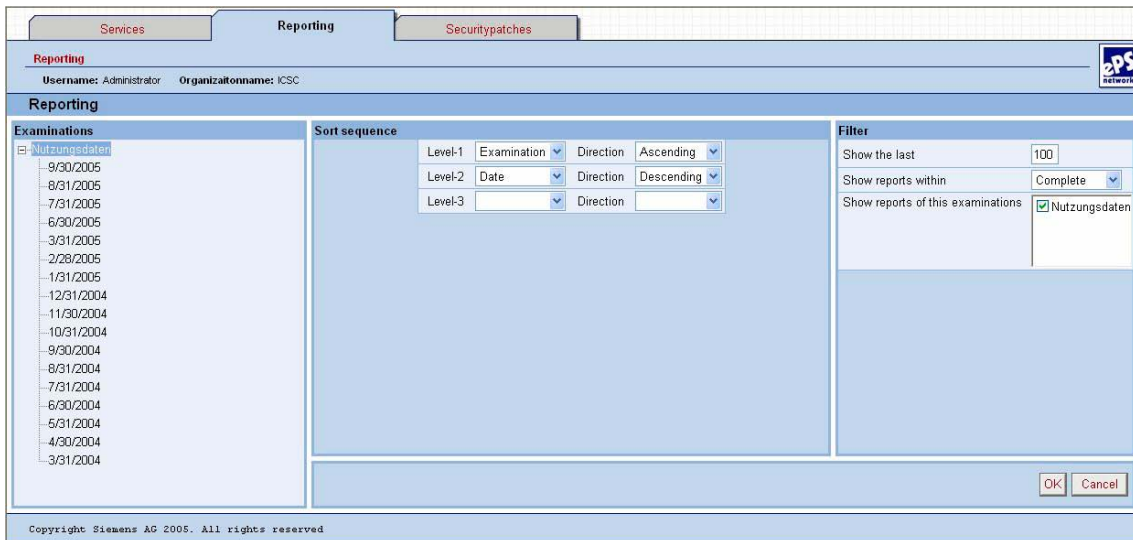 Services
Reporting
Securitypatches
Reporting
Username: Administrator Organizaitonname: ICSC
ePS
network
Reporting
Examinations
Nutzungsdaten
9/30/2005
8/31/2005
7/31/2005
6/30/2005
3/31/2005
2/28/2005
1/31/2005
12/31/2004
11/30/2004
10/31/2004
9/30/2004
8/31/2004
7/31/2004
6/30/2004
5/31/2004
4/30/2004
3/31/2004
Sort sequence
Level-1 Examination Direction Ascending
Level-2 Date Direction Descending
Level-3 Direction
Filter
Show the last 100
Show reports within Complete
Show reports of this examinations Nutzungsdaten
OK Cancel
Copyright Siemens AG 2005. All rights reserved